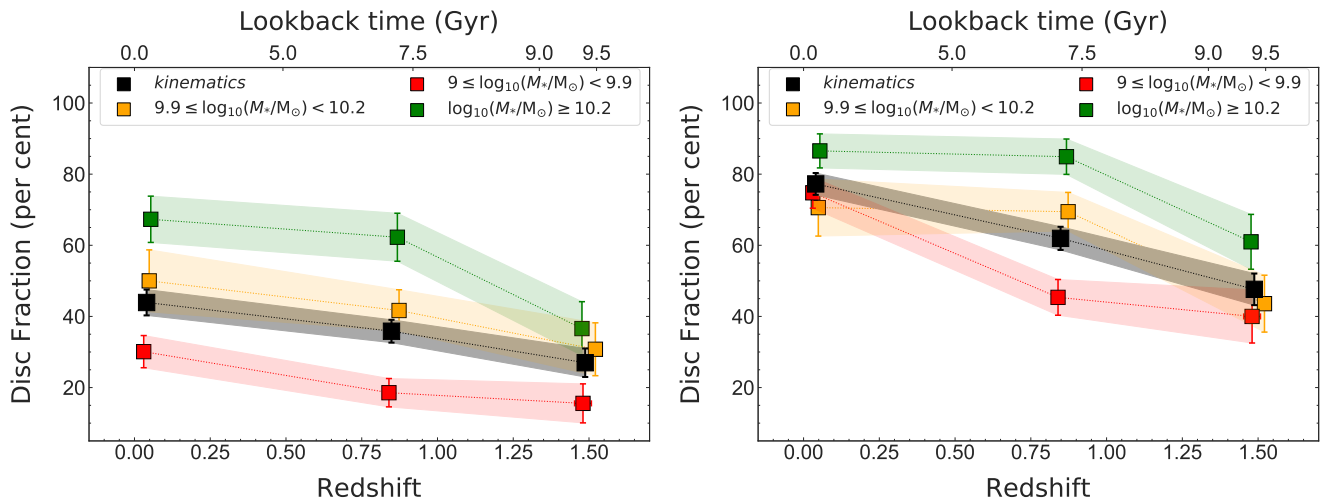 Lookback time (Gyr)
0.0 5.0 7.5 9.0 9.5
kinematics
9 ≤ log₁₀(M*/M⊙) < 9.9
9.9 ≤ log₁₀(M*/M⊙) < 10.2
log₁₀(M*/M⊙) ≥ 10.2
100
80
60
40
20
Disc Fraction (per cent)
0.00 0.25 0.50 0.75 1.00 1.25 1.50
Redshift
Lookback time (Gyr)
0.0 5.0 7.5 9.0 9.5
kinematics
9 ≤ log₁₀(M*/M⊙) < 9.9
9.9 ≤ log₁₀(M*/M⊙) < 10.2
log₁₀(M*/M⊙) ≥ 10.2
100
80
60
40
20
Disc Fraction (per cent)
0.00 0.25 0.50 0.75 1.00 1.25 1.50
Redshift